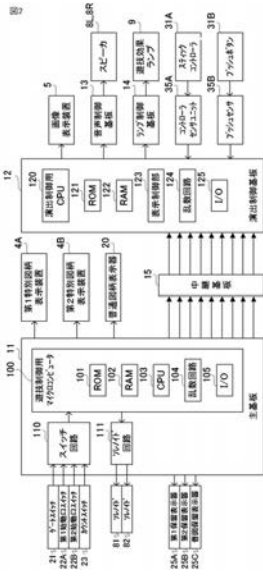 図2
8L,8R
スピーカ
9
遊技効果
ランプ
31A
スティック
コントローラ
31B
プッシュボタン
5
画像
表示装置
13
音声制御
基板
14
ランプ制御
基板
35A
コントローラ
センサユニット
35B
プッシュセンサ
12
120
演出制御用
CPU
121
ROM
122
RAM
123
表示制御部
124
乱数回路
125
I/O
演出制御基板
4A
第1特別図柄
表示装置
4B
第2特別図柄
表示装置
20
普通図柄表示器
15
中継
基板
11
100
遊技制御用
マイクロコンピュータ
101
ROM
102
RAM
103
CPU
104
乱数回路
105
I/O
主基板
110
スイッチ
回路
111
ソレノイド
回路
21
ゲートスイッチ
22A
第1始動口スイッチ
22B
第2始動口スイッチ
23
カウントスイッチ
81
ソレノイド
82
ソレノイド
25A
第1保留表示器
25B
第2保留表示器
25C
普図保留表示器